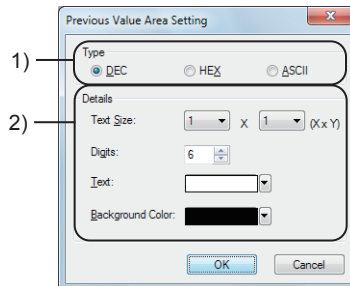 Previous Value Area Setting
1)
Type
DEC HEX ASCII
2)
Details
Text Size: 1 X 1 (X x Y)
Digits: 6
Text:
Background Color:
OK Cancel